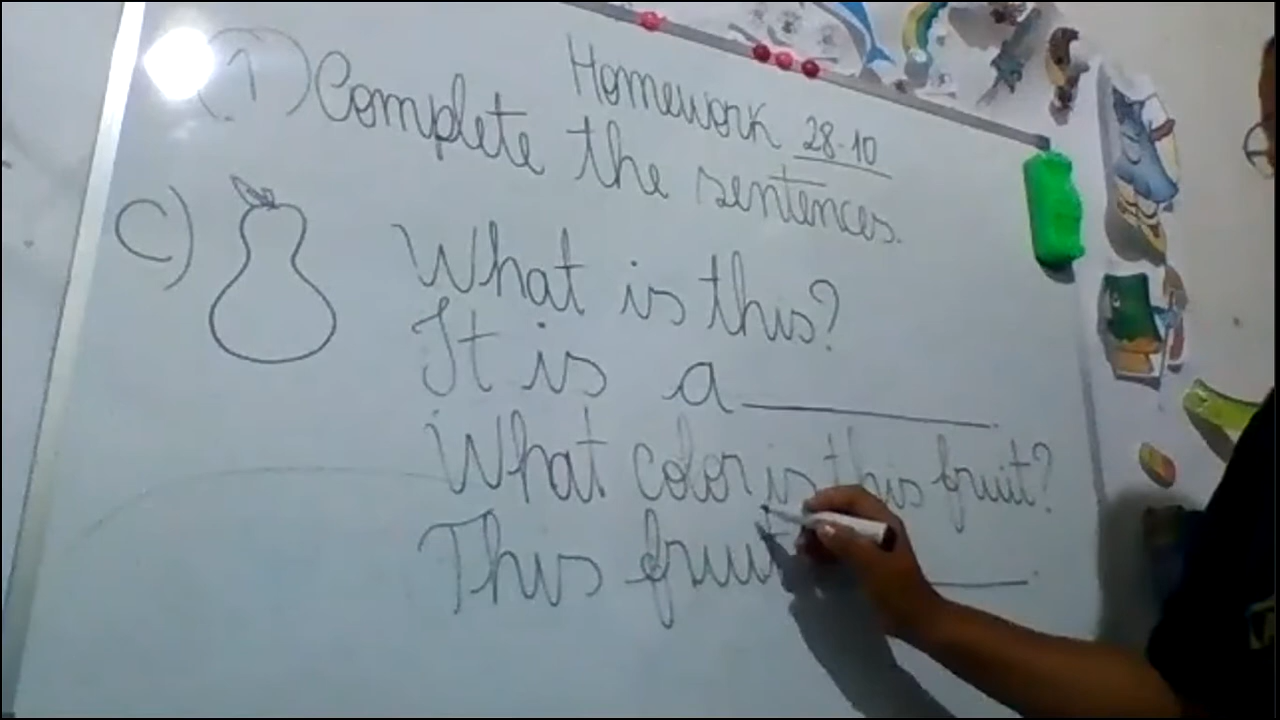 Homework 28-10
1) Complete the sentences.
C) What is this?
It is a
What color is this fruit?
This fruit